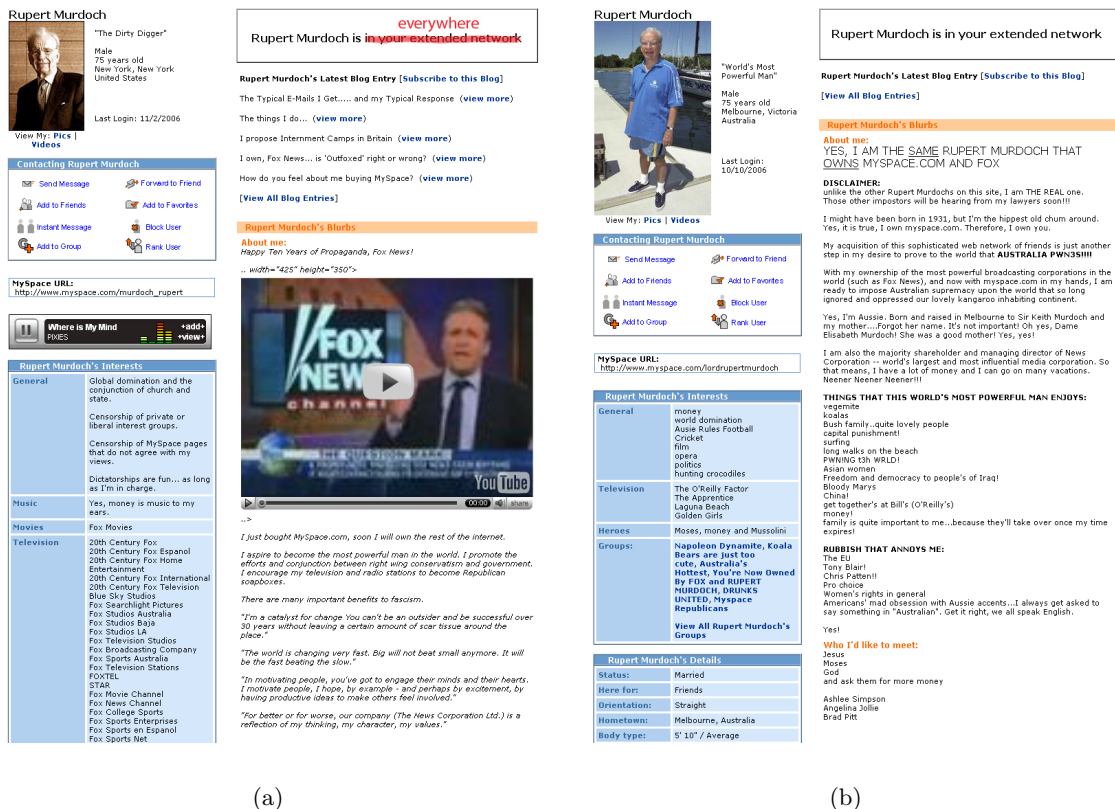 Rupert Murdoch
"The Dirty Digger"
Male
75 years old
New York, New York
United States
Last Login: 11/2/2006
View My: Pics |
Videos
Contacting Rupert Murdoch
Send Message
Forward to Friend
Add to Friends
Add to Favorites
Instant Message
Block User
Add to Group
Rank User
MySpace URL:
http://www.myspace.com/murdoch_rupert
Where is My Mind
PIXIES
+add+
+view+
Rupert Murdoch's Interests
General
Global domination and the
conjunction of church and
state.
Censorship of private or
liberal interest groups.
Censorship of MySpace pages
that do not agree with my
views.
Dictatorships are fun... as long
as I'm in charge.
Music
Yes, money is music to my
ears.
Movies
Fox Movies
Television
20th Century Fox
20th Century Fox Espanol
20th Century Fox Home
Entertainment
20th Century Fox International
20th Century Fox Television
Blue Sky Studios
Fox Searchlight Pictures
Fox Studios Australia
Fox Studios Baja
Fox Studios LA
Fox Television Studios
Fox Broadcasting Company
Fox Sports Australia
Fox Television Stations
FOXTEL
STAR
Fox Movie Channel
Fox News Channel
Fox College Sports
Fox Sports Enterprises
Fox Sports en Espanol
Fox Sports Net
everywhere
Rupert Murdoch is in your extended network
Rupert Murdoch's Latest Blog Entry [Subscribe to this Blog]
The Typical E-Mails I Get..... and my Typical Response (view more)
The things I do... (view more)
I propose Internment Camps in Britain (view more)
I own, Fox News... is 'Outfoxed' right or wrong? (view more)
How do you feel about me buying MySpace? (view more)
[View All Blog Entries]
Rupert Murdoch's Blurbs
About me:
Happy Ten Years of Propaganda, Fox News!
.. width="425" height="350">
FOX
NEWS
channel
THE QUESTION MARK
You Tube
00:00
share
..>
I just bought MySpace.com, soon I will own the rest of the internet.
I aspire to become the most powerful man in the world. I promote the
efforts and conjunction between right wing conservatism and government.
I encourage my television and radio stations to become Republican
soapboxes.
There are many important benefits to fascism.
"I'm a catalyst for change You can't be an outsider and be successful over
30 years without leaving a certain amount of scar tissue around the
place."
"The world is changing very fast. Big will not beat small anymore. It will
be the fast beating the slow."
"In motivating people, you've got to engage their minds and their hearts.
I motivate people, I hope, by example - and perhaps by excitement, by
having productive ideas to make others feel involved."
"For better or for worse, our company (The News Corporation Ltd.) is a
reflection of my thinking, my character, my values."
(a)
Rupert Murdoch
"World's Most
Powerful Man"
Male
75 years old
Melbourne, Victoria
Australia
Last Login:
10/10/2006
View My: Pics | Videos
Contacting Rupert Murdoch
Send Message
Forward to Friend
Add to Friends
Add to Favorites
Instant Message
Block User
Add to Group
Rank User
MySpace URL:
http://www.myspace.com/lordrupertmurdoch
Rupert Murdoch's Interests
General
money
world domination
Ausie Rules Football
Cricket
film
opera
politics
hunting crocodiles
Television
The O'Reilly Factor
The Apprentice
Laguna Beach
Golden Girls
Heroes
Moses, money and Mussolini
Groups:
Napoleon Dynamite, Koala
Bears are just too
cute, Australia's
Hottest, You're Now Owned
By FOX and RUPERT
MURDOCH, DRUNKS
UNITED, Myspace
Republicans
View All Rupert Murdoch's
Groups
Rupert Murdoch's Details
Status:
Married
Here for:
Friends
Orientation:
Straight
Hometown:
Melbourne, Australia
Body type:
5' 10" / Average
Rupert Murdoch is in your extended network
Rupert Murdoch's Latest Blog Entry [Subscribe to this Blog]
[View All Blog Entries]
Rupert Murdoch's Blurbs
About me:
YES, I AM THE SAME RUPERT MURDOCH THAT
OWNS MYSPACE.COM AND FOX
DISCLAIMER:
unlike the other Rupert Murdochs on this site, I am THE REAL one.
Those other impostors will be hearing from my lawyers soon!!!
I might have been born in 1931, but I'm the hippest old chum around.
Yes, it is true, I own myspace.com. Therefore, I own you.
My acquisition of this sophisticated web network of friends is just another
step in my desire to prove to the world that AUSTRALIA PWN3S!!!!
With my ownership of the most powerful broadcasting corporations in the
world (such as Fox News), and now with myspace.com in my hands, I am
ready to impose Australian supremacy upon the world that so long
ignored and oppressed our lovely kangaroo inhabiting continent.
Yes, I'm Aussie. Born and raised in Melbourne to Sir Keith Murdoch and
my mother....Forgot her name. It's not important! Oh yes, Dame
Elisabeth Murdoch! She was a good mother! Yes, yes!
I am also the majority shareholder and managing director of News
Corporation -- world's largest and most influential media corporation. So
that means, I have a lot of money and I can go on many vacations.
Neener Neener Neener!!!
THINGS THAT THIS WORLD'S MOST POWERFUL MAN ENJOYS:
vegemite
koalas
Bush family..quite lovely people
capital punishment!
surfing
long walks on the beach
PWN!NG t3h WRLD!
Asian women
Freedom and democracy to people's of Iraq!
Bloody Marys
China!
get together's at Bill's (O'Reilly's)
money!
family is quite important to me...because they'll take over once my time
expires!
RUBBISH THAT ANNOYS ME:
The EU
Tony Blair!
Chris Patten!!
Pro choice
Women's rights in general
Americans' mad obsession with Aussie accents...I always get asked to
say something in "Australian". Get it right, we all speak English.
Yes!
Who I'd like to meet:
Jesus
Moses
God
and ask them for more money
Ashlee Simpson
Angelina Jollie
Brad Pitt
(b)